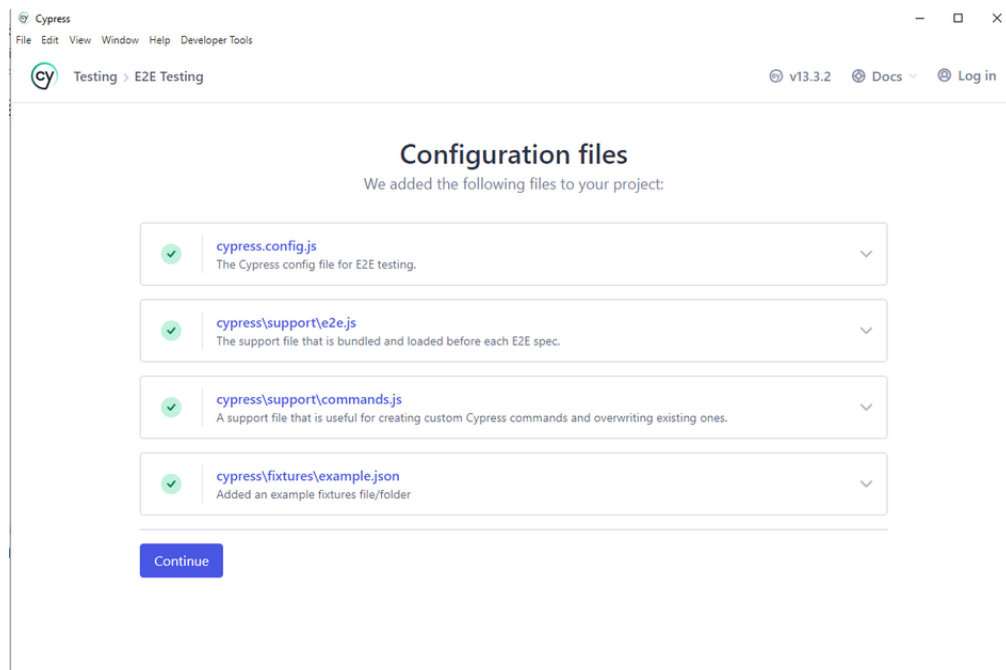 Cypress
File Edit View Window Help Developer Tools
cy Testing > E2E Testing cy v13.3.2 Docs Log in
Configuration files
We added the following files to your project:
cypress.config.js
The Cypress config file for E2E testing.
cypress\support\e2e.js
The support file that is bundled and loaded before each E2E spec.
cypress\support\commands.js
A support file that is useful for creating custom Cypress commands and overwriting existing ones.
cypress\fixtures\example.json
Added an example fixtures file/folder
Continue